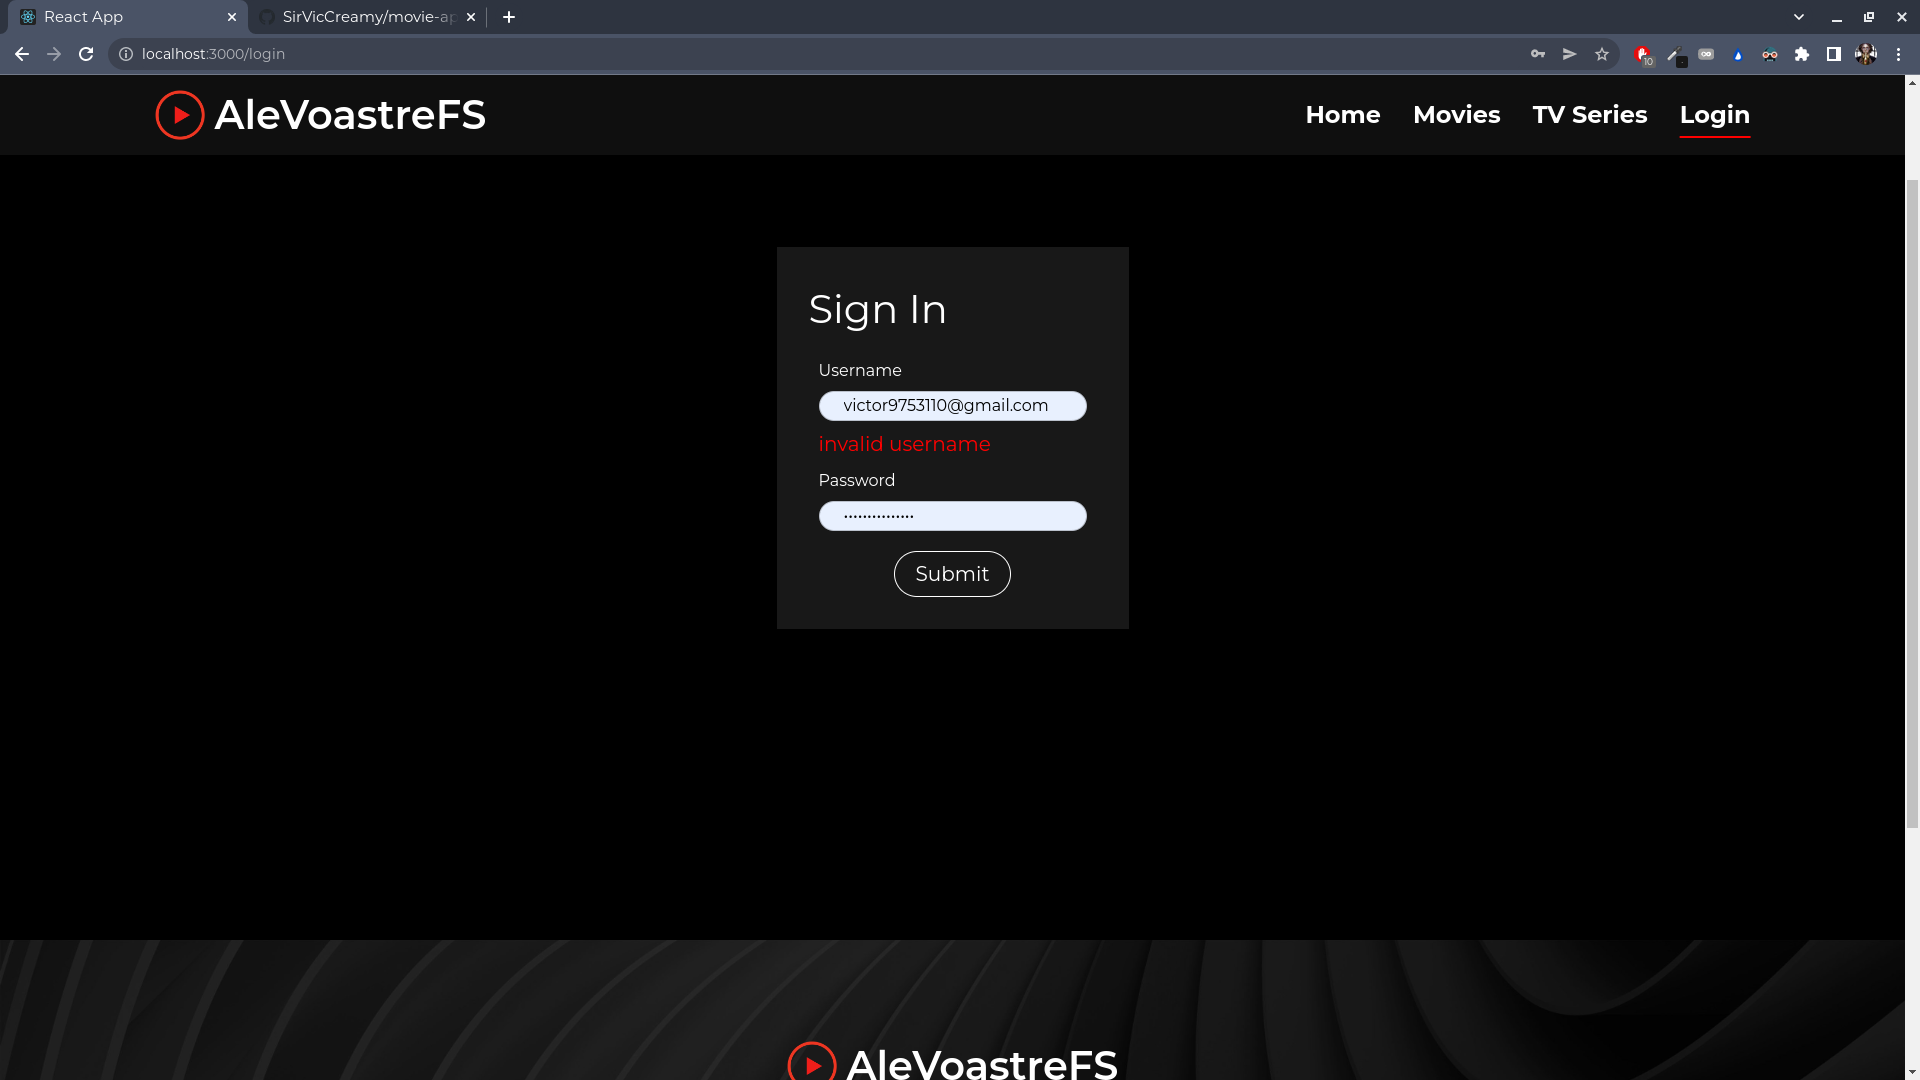 React App
SirVicCreamy/movie-ap
localhost:3000/login
10
AleVoastreFS
Home
Movies
TV Series
Login
Sign In
Username
victor9753110@gmail.com
invalid username
Password
Submit
AleVoastreFS